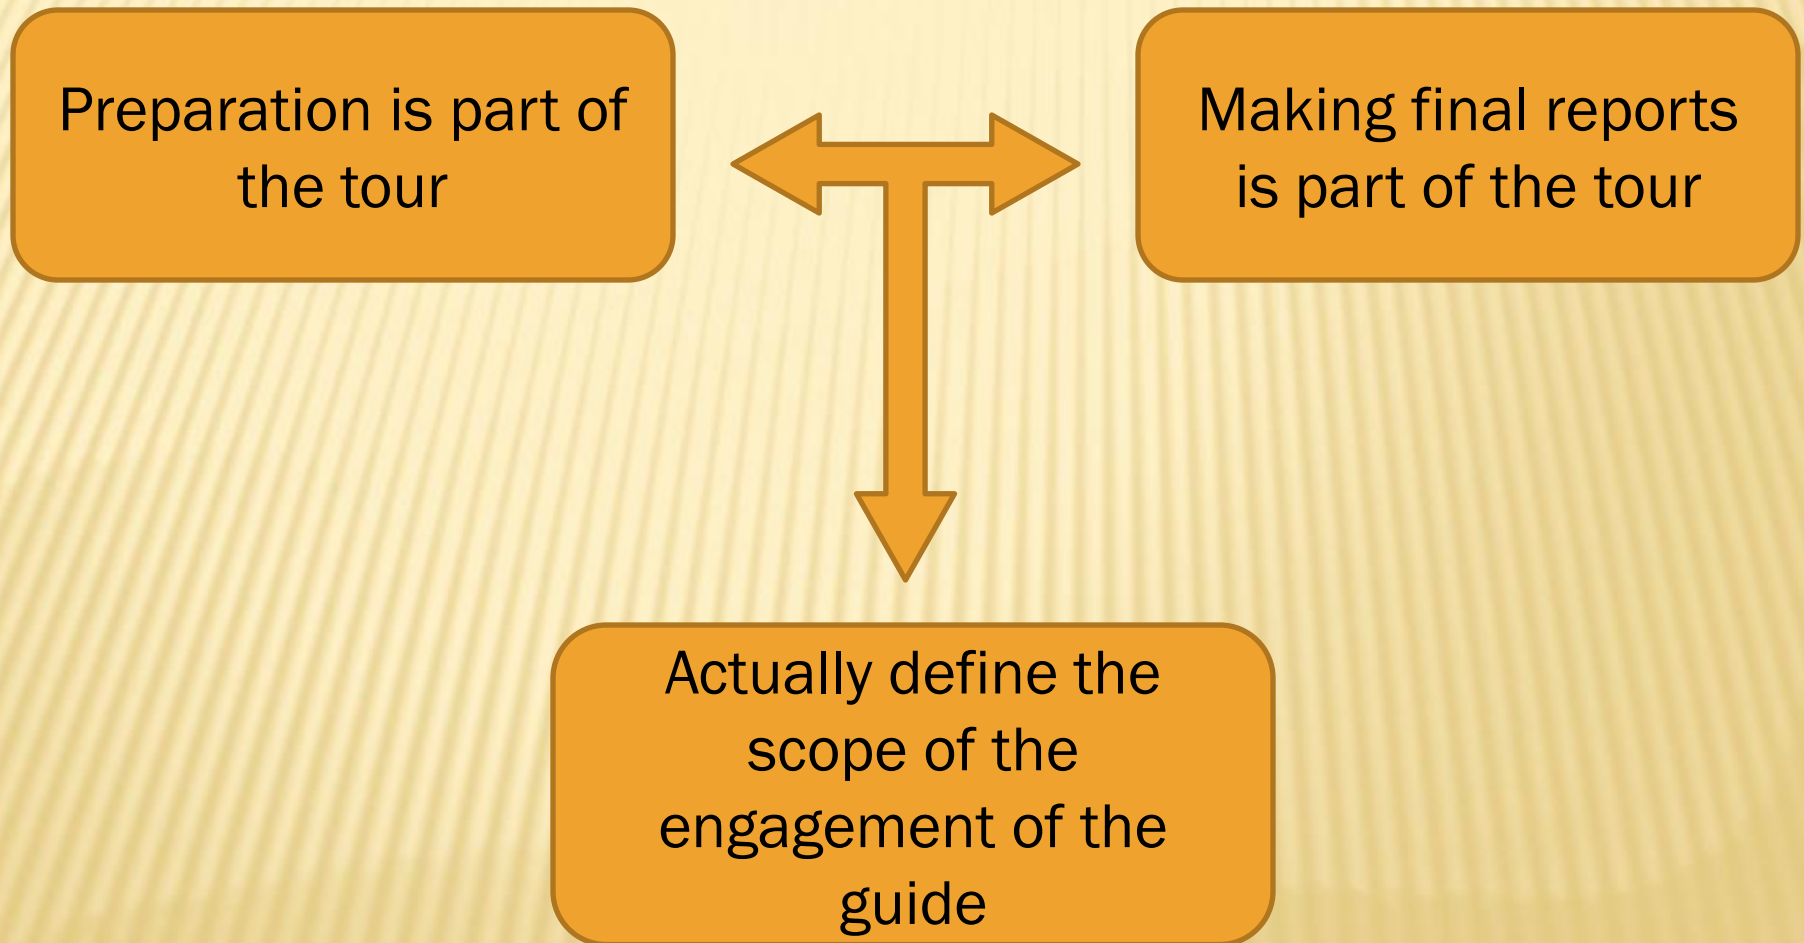 Preparation is part of
the tour
Making final reports
is part of the tour
Actually define the
scope of the
engagement of the
guide